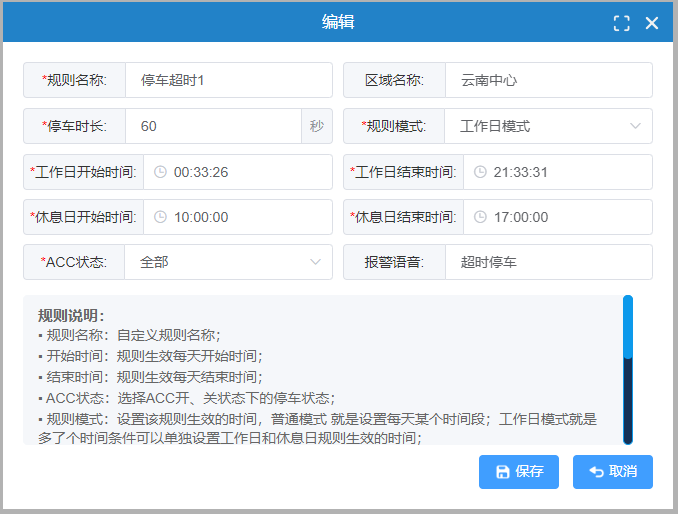 编辑
*规则名称: 停车超时1 区域名称: 云南中心
*停车时长: 60 秒 *规则模式: 工作日模式
*工作日开始时间: 00:33:26 *工作日结束时间: 21:33:31
*休息日开始时间: 10:00:00 *休息日结束时间: 17:00:00
*ACC状态: 全部 报警语音: 超时停车
规则说明：
▪ 规则名称：自定义规则名称；
▪ 开始时间：规则生效每天开始时间；
▪ 结束时间：规则生效每天结束时间；
▪ ACC状态：选择ACC开、关状态下的停车状态；
▪ 规则模式：设置该规则生效的时间，普通模式 就是设置每天某个时间段；工作日模式就是
多了个时间条件可以单独设置工作日和休息日规则生效的时间；
保存 取消